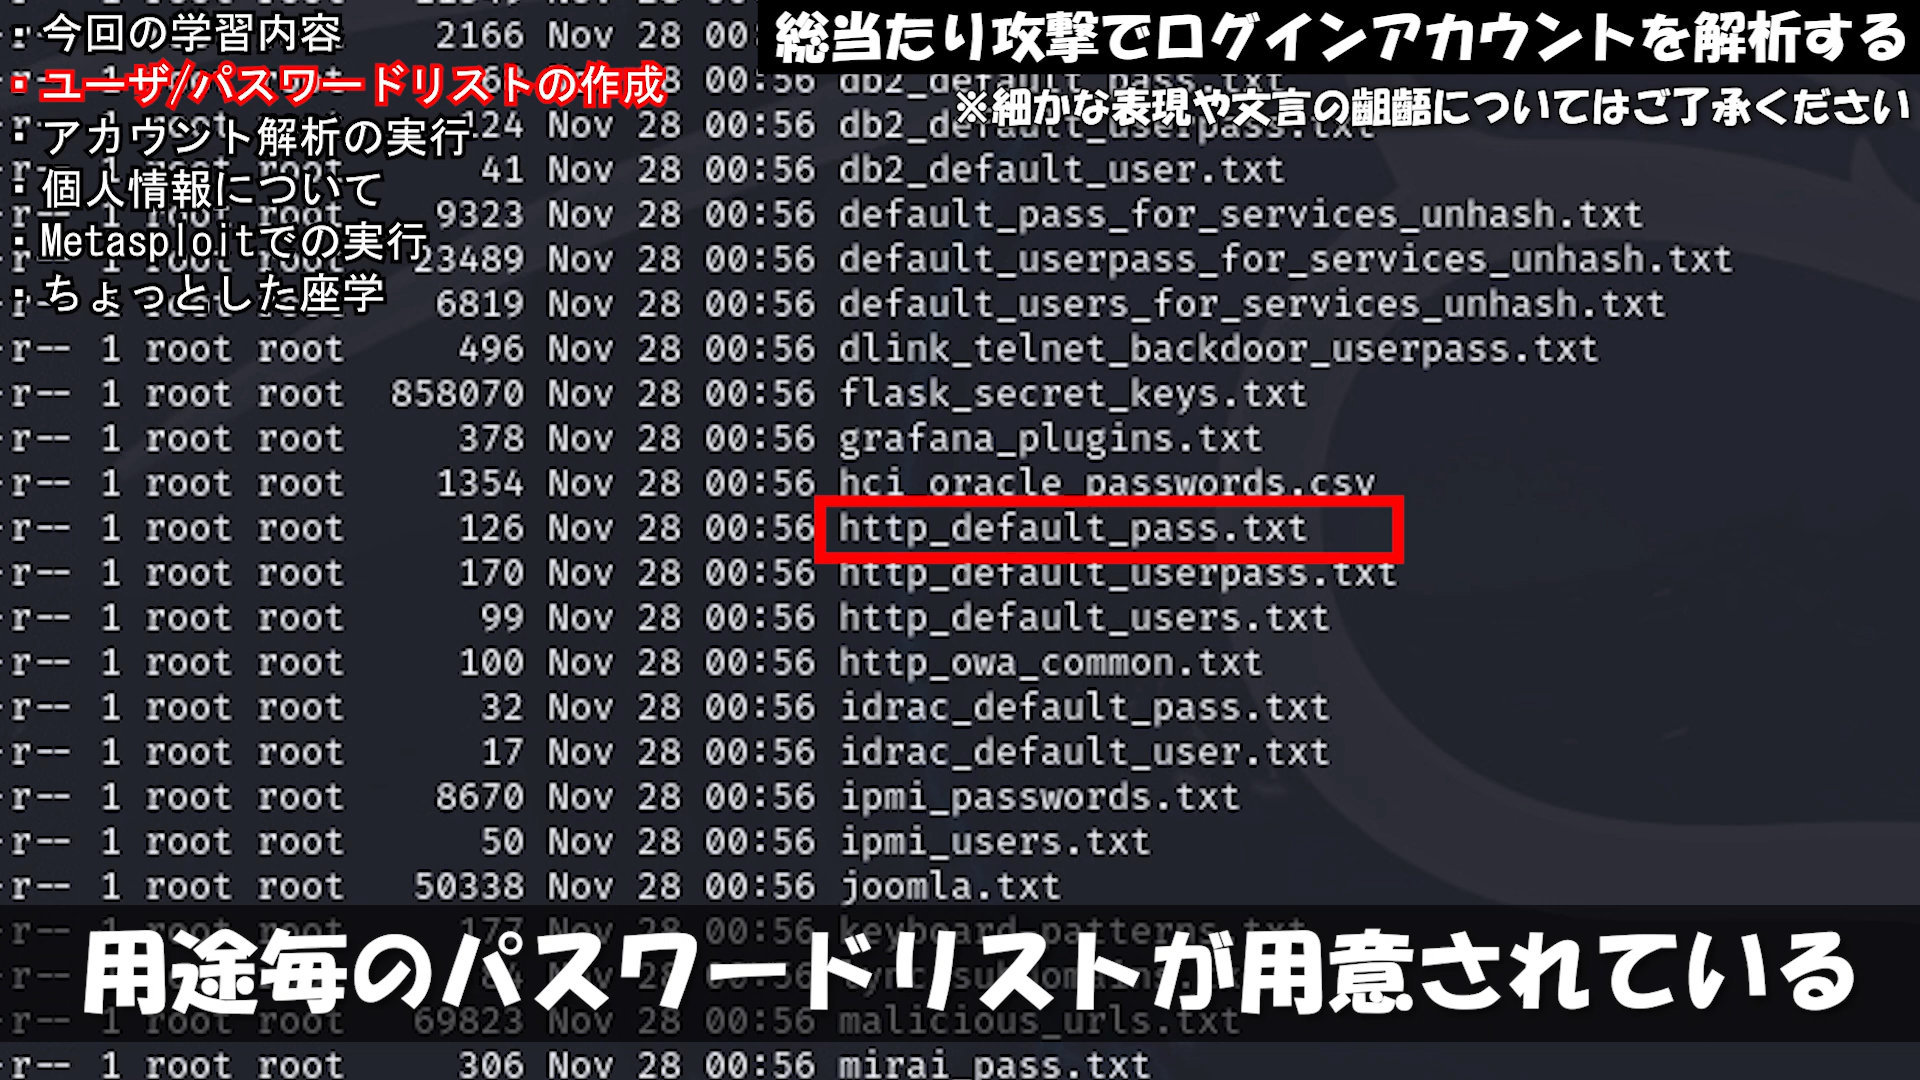 ・今回の学習内容
・ユーザ/パスワードリストの作成
・アカウント解析の実行
・個人情報について
・Metasploitでの実行
・ちょっとした座学
総当たり攻撃でログインアカウントを解析する
※細かな表現や文言の齟齬についてはご了承ください
2166 Nov 28 00:56
Nov 28 00:56 db2_default_pass.txt
124 Nov 28 00:56 db2_default_userpass.txt
41 Nov 28 00:56 db2_default_user.txt
9323 Nov 28 00:56 default_pass_for_services_unhash.txt
23489 Nov 28 00:56 default_userpass_for_services_unhash.txt
6819 Nov 28 00:56 default_users_for_services_unhash.txt
-r-- 1 root root 496 Nov 28 00:56 dlink_telnet_backdoor_userpass.txt
-r-- 1 root root 858070 Nov 28 00:56 flask_secret_keys.txt
-r-- 1 root root 378 Nov 28 00:56 grafana_plugins.txt
-r-- 1 root root 1354 Nov 28 00:56 hci_oracle_passwords.csv
-r-- 1 root root 126 Nov 28 00:56 http_default_pass.txt
-r-- 1 root root 170 Nov 28 00:56 http_default_userpass.txt
-r-- 1 root root 99 Nov 28 00:56 http_default_users.txt
-r-- 1 root root 100 Nov 28 00:56 http_owa_common.txt
-r-- 1 root root 32 Nov 28 00:56 idrac_default_pass.txt
-r-- 1 root root 17 Nov 28 00:56 idrac_default_user.txt
-r-- 1 root root 8670 Nov 28 00:56 ipmi_passwords.txt
-r-- 1 root root 50 Nov 28 00:56 ipmi_users.txt
-r-- 1 root root 50338 Nov 28 00:56 joomla.txt
-r-- 1 root root 177 Nov 28 00:56 keyboard-patterns.txt
用途毎のパスワードリストが用意されている
-r-- 1 root root 69823 Nov 28 00:56 malicious_urls.txt
-r-- 1 root root 306 Nov 28 00:56 mirai_pass.txt